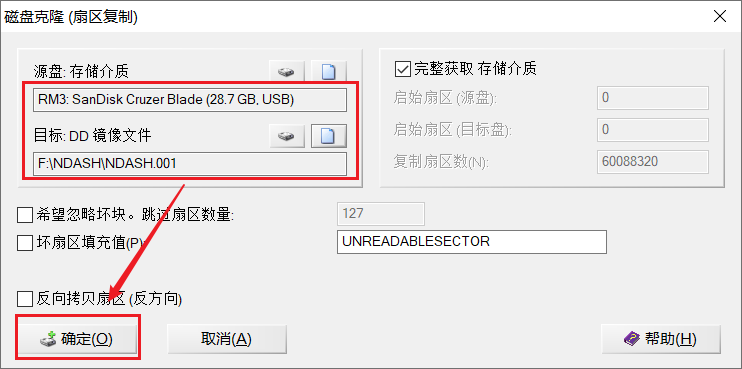 磁盘克隆 (扇区复制)
源盘: 存储介质
RM3: SanDisk Cruzer Blade (28.7 GB, USB)
目标: DD 镜像文件
F:\NDASH\NDASH.001
完整获取 存储介质
启始扇区 (源盘):
0
启始扇区 (目标盘):
0
复制扇区数(N):
60088320
希望忽略坏块。跳过扇区数量:
127
坏扇区填充值(P):
UNREADABLESECTOR
反向拷贝扇区 (反方向)
确定(O)
取消(A)
帮助(H)